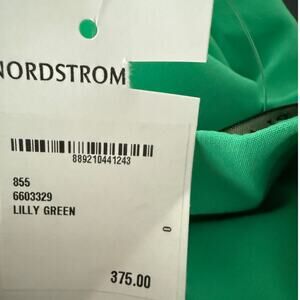 NORDSTROM
889210441243
855
6603329
LILLY GREEN
0
375.00